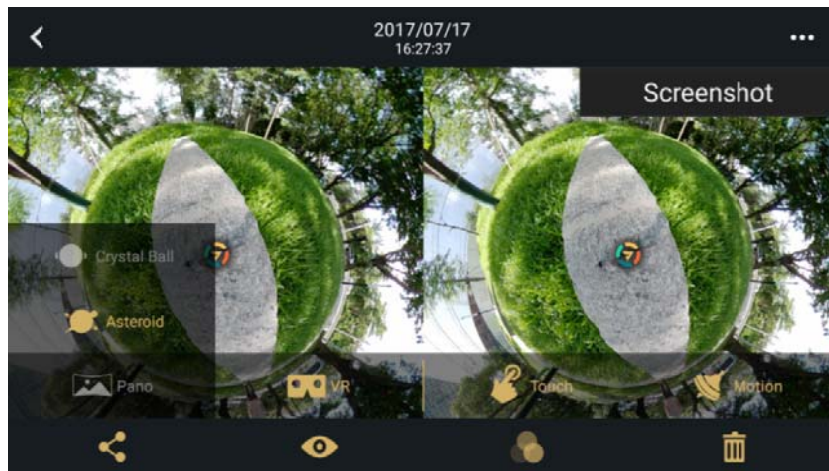 2017/07/17
16:27:37
Screenshot
Crystal Ball
Asteroid
Pano
VR
Touch
Motion